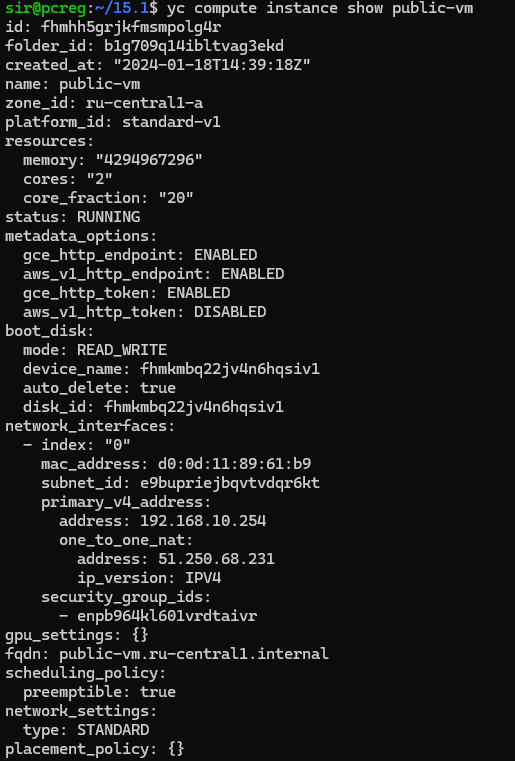 sir@pcreg:~/15.1$ yc compute instance show public-vm
id: fhmhh5grjkfmsmpolg4r
folder_id: b1g709q14ibltvag3ekd
created_at: "2024-01-18T14:39:18Z"
name: public-vm
zone_id: ru-central1-a
platform_id: standard-v1
resources:
  memory: "4294967296"
  cores: "2"
  core_fraction: "20"
status: RUNNING
metadata_options:
  gce_http_endpoint: ENABLED
  aws_v1_http_endpoint: ENABLED
  gce_http_token: ENABLED
  aws_v1_http_token: DISABLED
boot_disk:
  mode: READ_WRITE
  device_name: fhmkmbq22jv4n6hqsiv1
  auto_delete: true
  disk_id: fhmkmbq22jv4n6hqsiv1
network_interfaces:
  - index: "0"
    mac_address: d0:0d:11:89:61:b9
    subnet_id: e9bupriejbqvtvdqr6kt
    primary_v4_address:
      address: 192.168.10.254
      one_to_one_nat:
        address: 51.250.68.231
        ip_version: IPV4
    security_group_ids:
      - enpb964kl601vrdtaivr
gpu_settings: {}
fqdn: public-vm.ru-central1.internal
scheduling_policy:
  preemptible: true
network_settings:
  type: STANDARD
placement_policy: {}